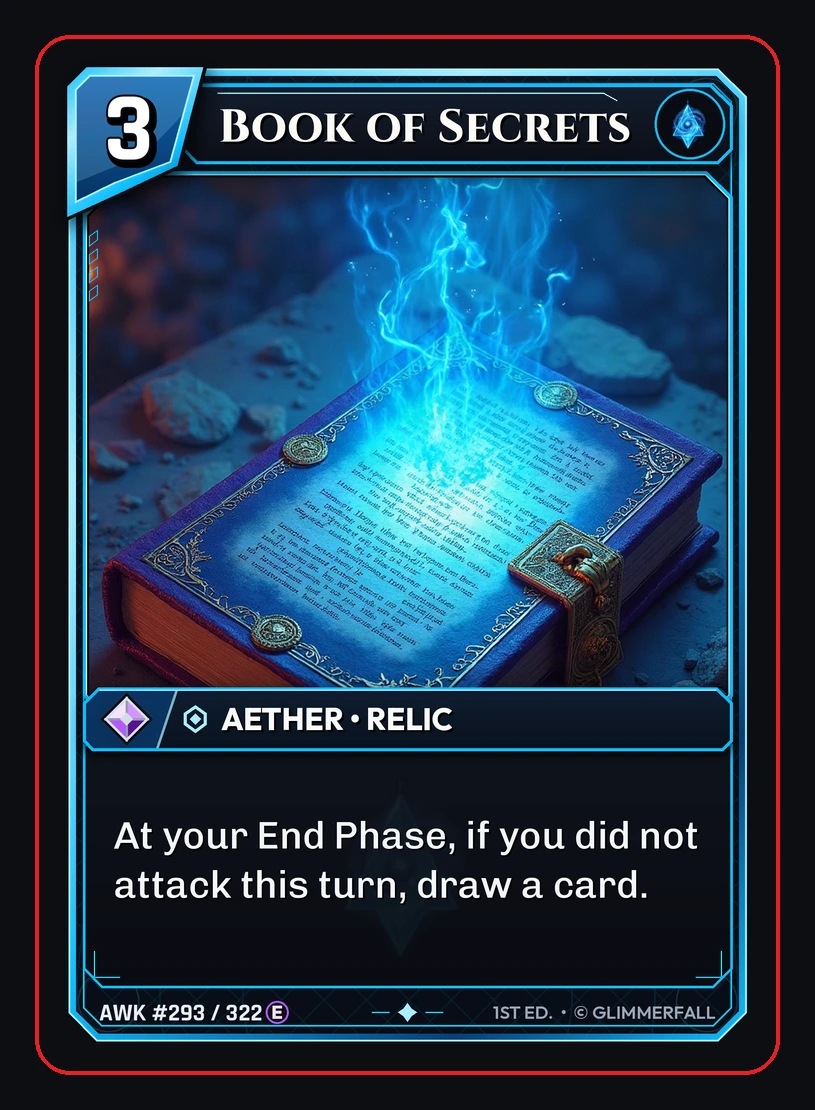 3
Book of Secrets
AETHER • RELIC
At your End Phase, if you did not
attack this turn, draw a card.
AWK #293 / 322 E
1ST ED. • © GLIMMERFALL